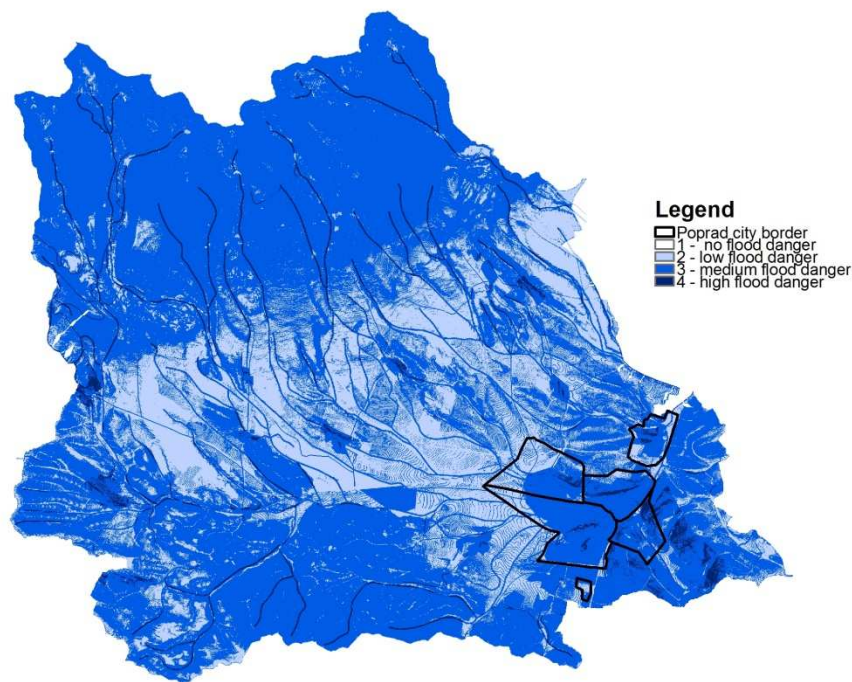 Legend
Poprad city border
1 - no flood danger
2 - low flood danger
3 - medium flood danger
4 - high flood danger